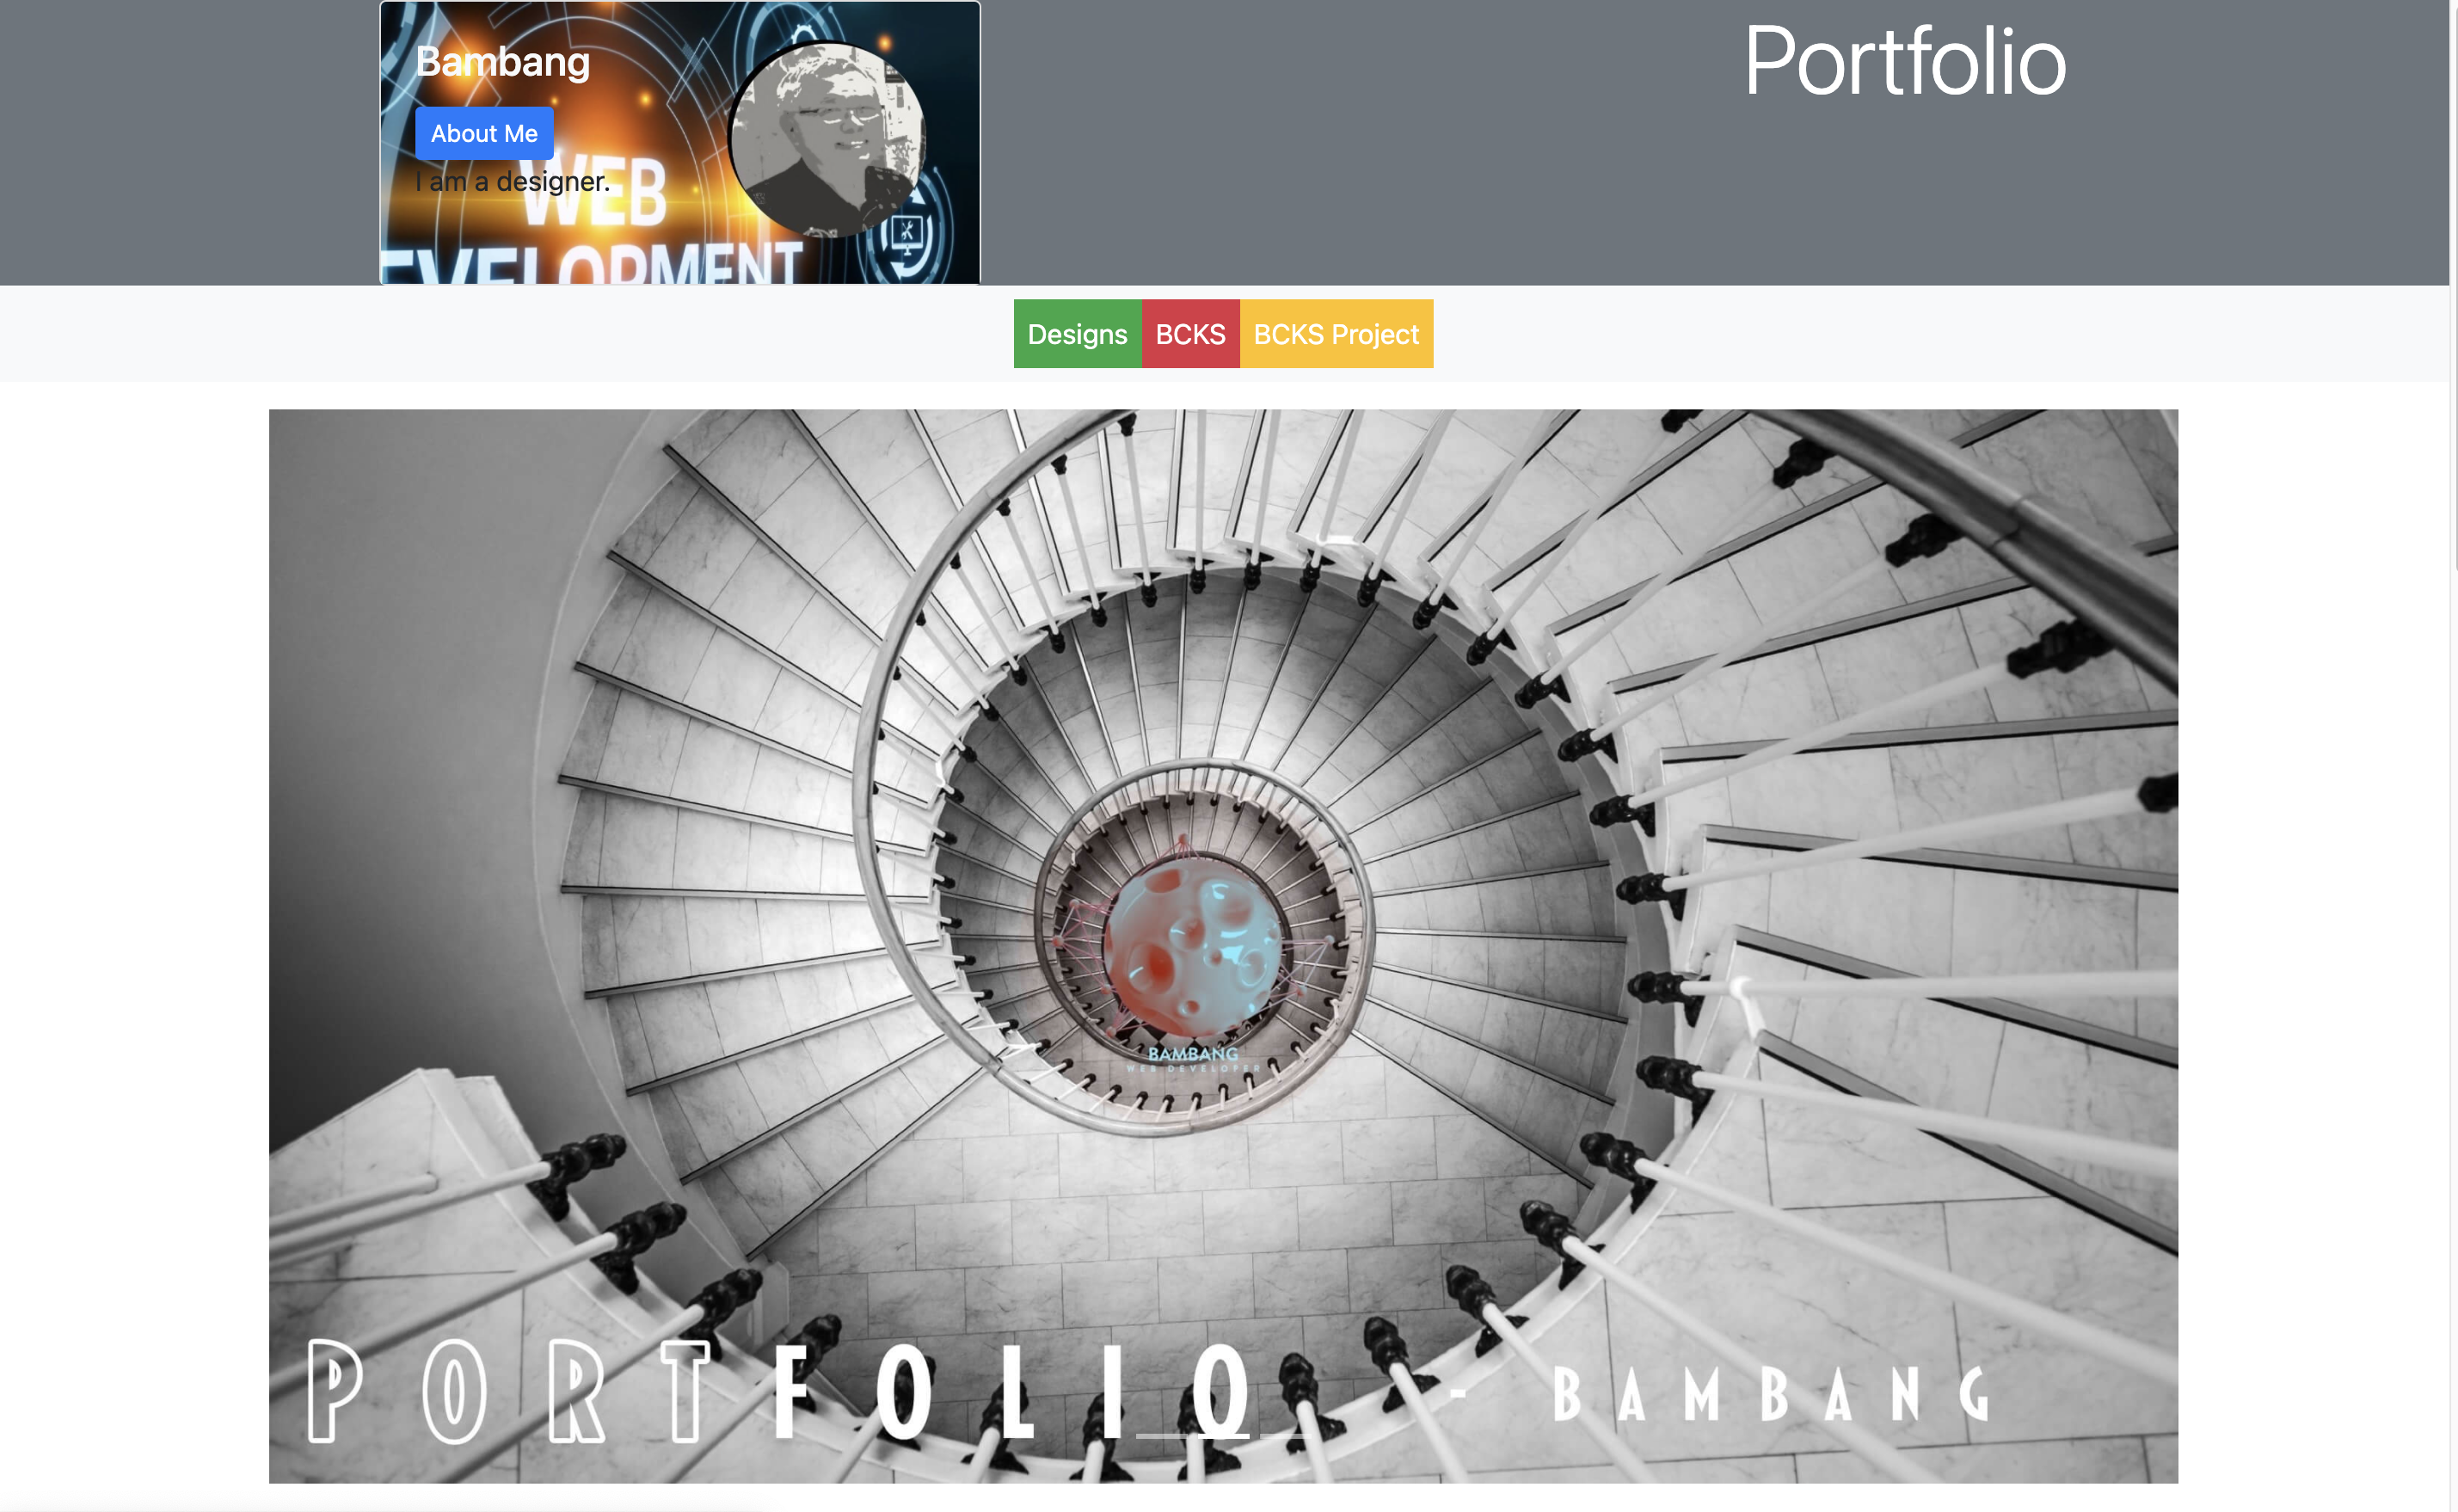 Bambang
Portfolio
About Me
I am a designer.
WEB
EVELOPMENT
Designs BCKS BCKS Project
BAMBANG
WEB DEVELOPER
PORTFOLIO - BAMBANG